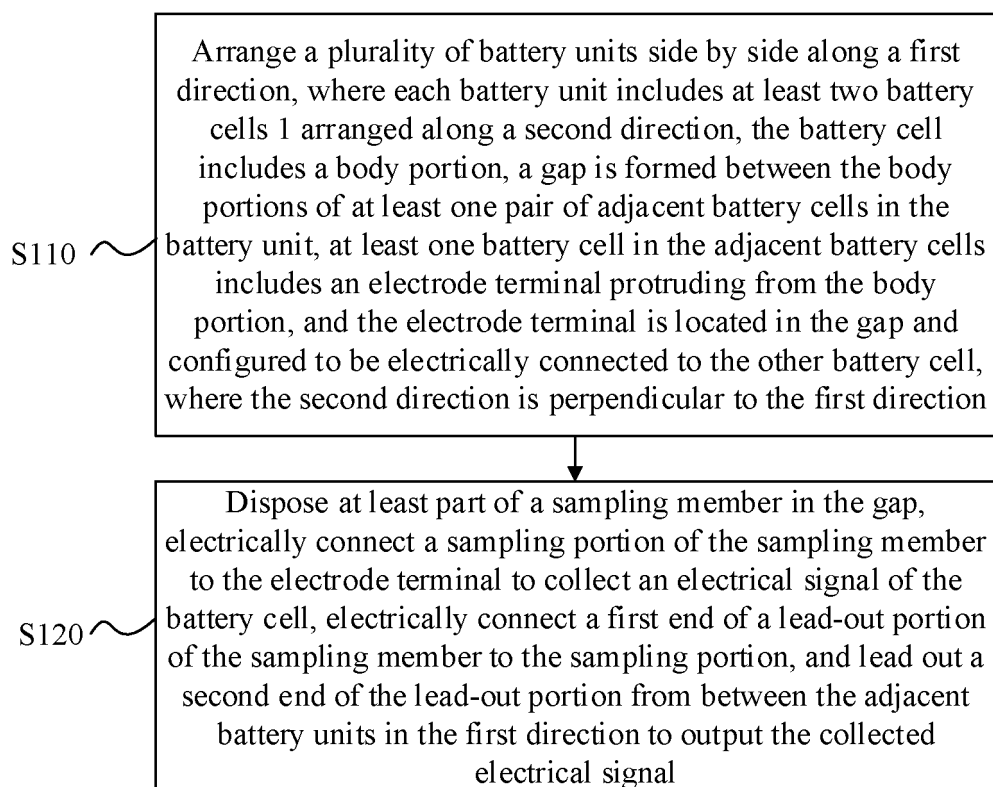 Arrange a plurality of battery units side by side along a first
direction, where each battery unit includes at least two battery
cells 1 arranged along a second direction, the battery cell
includes a body portion, a gap is formed between the body
portions of at least one pair of adjacent battery cells in the
battery unit, at least one battery cell in the adjacent battery cells
includes an electrode terminal protruding from the body
portion, and the electrode terminal is located in the gap and
configured to be electrically connected to the other battery cell,
where the second direction is perpendicular to the first direction
S110
Dispose at least part of a sampling member in the gap,
electrically connect a sampling portion of the sampling member
to the electrode terminal to collect an electrical signal of the
battery cell, electrically connect a first end of a lead-out portion
of the sampling member to the sampling portion, and lead out a
second end of the lead-out portion from between the adjacent
battery units in the first direction to output the collected
electrical signal
S120